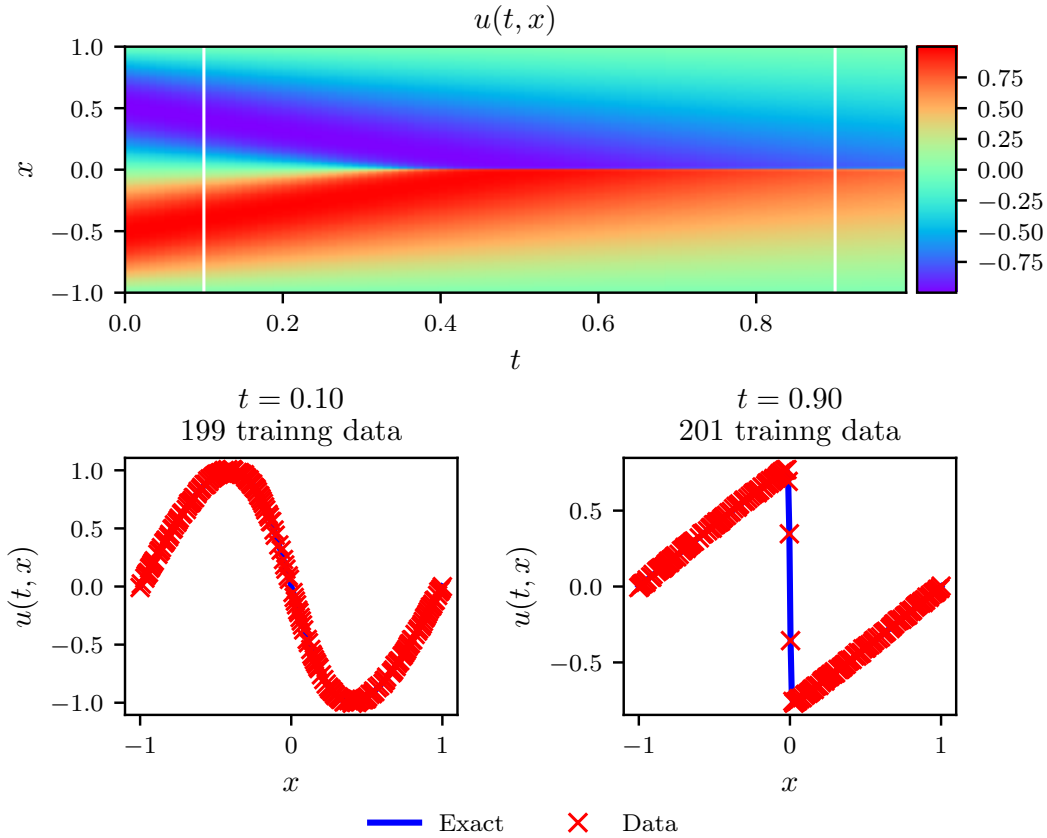 u(t, x)
1.0
0.5
0.0
−0.5
−1.0
x
0.0
0.2
0.4
0.6
0.8
t
0.75
0.50
0.25
0.00
−0.25
−0.50
−0.75
t = 0.10
199 trainng data
1.0
0.5
0.0
−0.5
−1.0
u(t, x)
−1
0
1
x
t = 0.90
201 trainng data
0.5
0.0
−0.5
u(t, x)
−1
0
1
x
Exact
Data